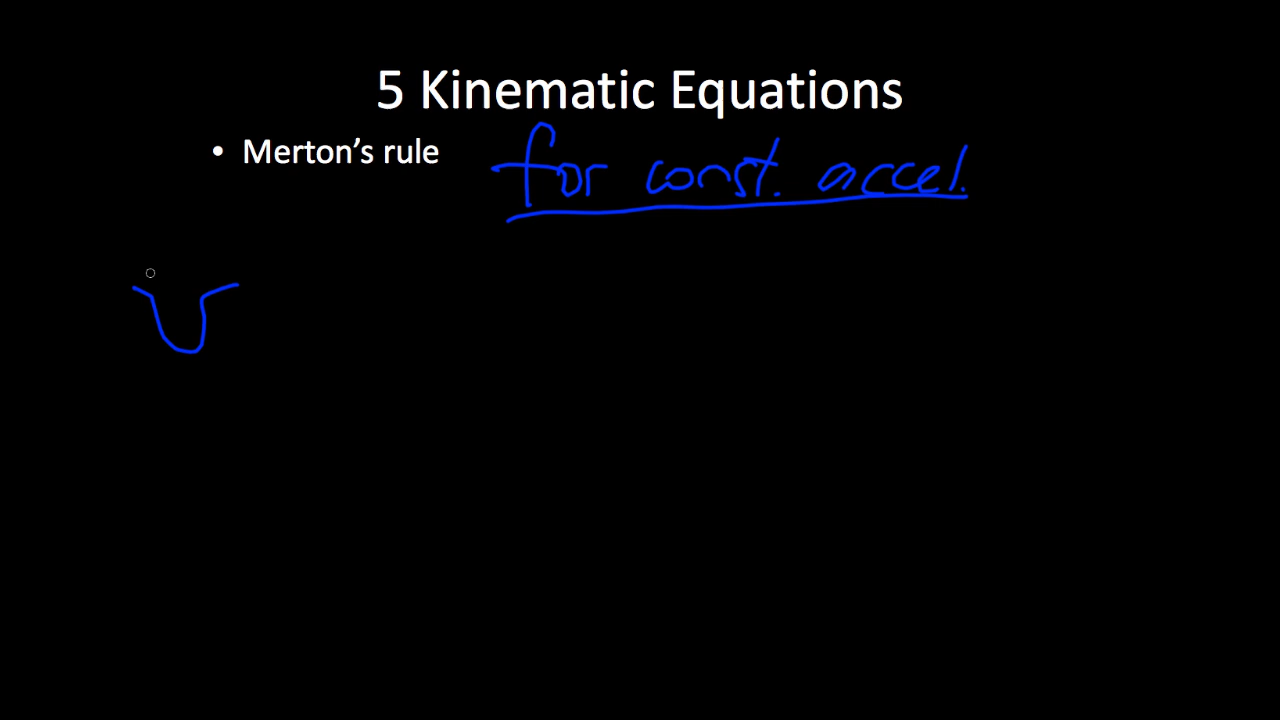 5 Kinematic Equations
• Merton’s rule for const. accel.
v